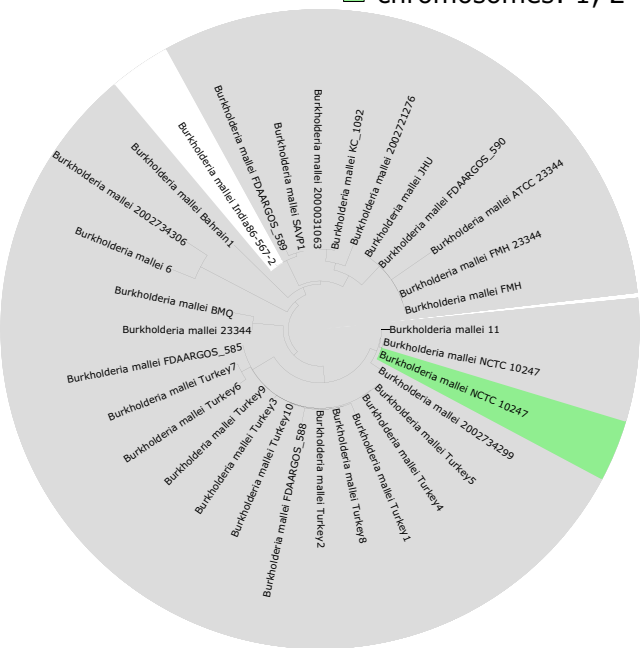 chromosomes: 1, 2
Burkholderia mallei FDAARGOS_589
Burkholderia mallei SAVP1
Burkholderia mallei 2000031063
Burkholderia mallei KC_1092
Burkholderia mallei 2002721276
Burkholderia mallei JHU
Burkholderia mallei FDAARGOS_590
Burkholderia mallei ATCC 23344
Burkholderia mallei FMH 23344
Burkholderia mallei FMH
Burkholderia mallei 11
Burkholderia mallei NCTC 10247
Burkholderia mallei NCTC 10247
Burkholderia mallei 2002734299
Burkholderia mallei Turkey5
Burkholderia mallei Turkey4
Burkholderia mallei Turkey1
Burkholderia mallei Turkey8
Burkholderia mallei Turkey2
Burkholderia mallei FDAARGOS_588
Burkholderia mallei Turkey10
Burkholderia mallei Turkey3
Burkholderia mallei Turkey9
Burkholderia mallei Turkey6
Burkholderia mallei Turkey7
Burkholderia mallei FDAARGOS_585
Burkholderia mallei 23344
Burkholderia mallei BMQ
Burkholderia mallei 6
Burkholderia mallei 2002734306
Burkholderia mallei Bahrain1
Burkholderia mallei India86-567-2